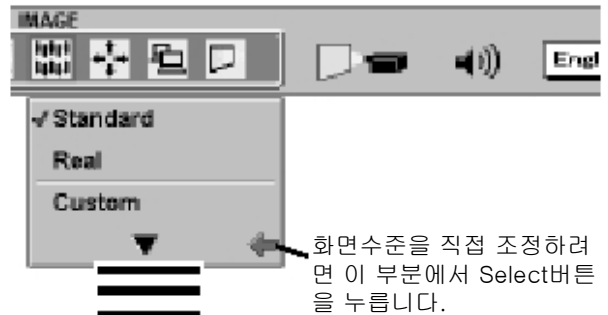 IMAGE
Engl
Standard
Real
Custom
화면수준을 직접 조정하려
면 이 부분에서 Select버튼
을 누릅니다.